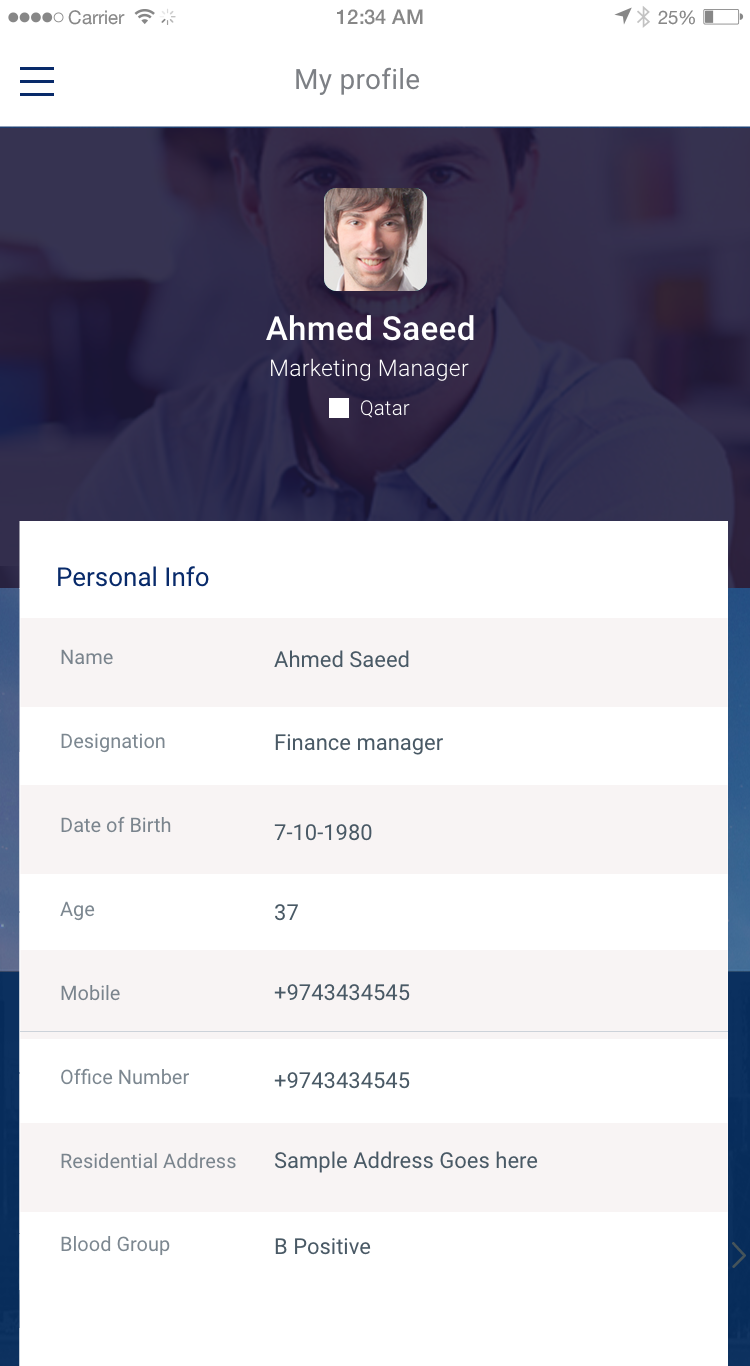 Carrier 12:34 AM 25%
My profile
Ahmed Saeed
Marketing Manager
Qatar
Personal Info
Name Ahmed Saeed
Designation Finance manager
Date of Birth 7-10-1980
Age 37
Mobile +9743434545
Office Number +9743434545
Residential Address Sample Address Goes here
Blood Group B Positive